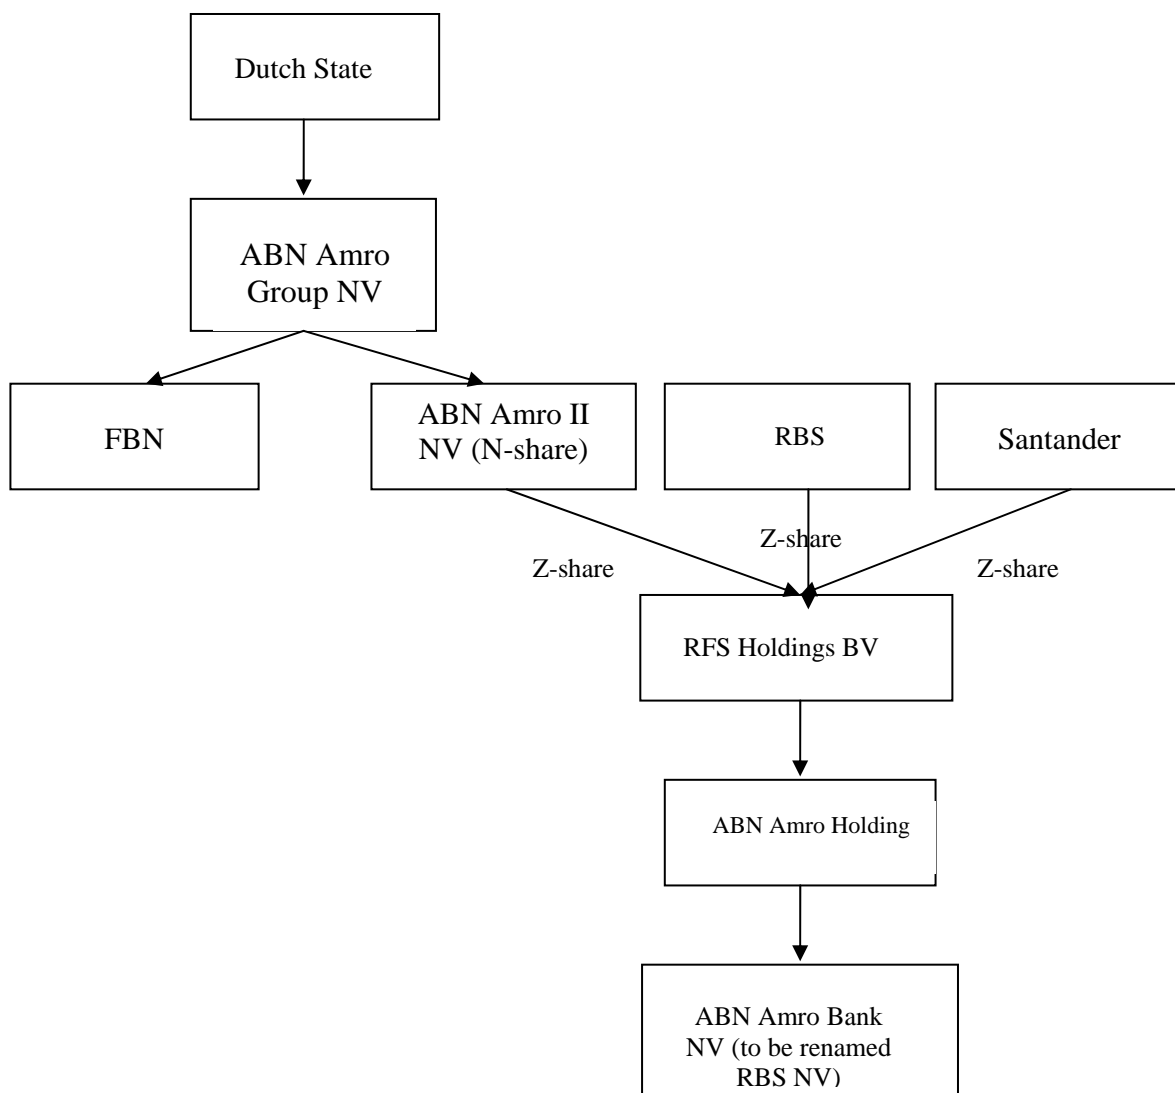 Dutch State
ABN Amro
Group NV
FBN
ABN Amro II
NV (N-share)
RBS
Santander
Z-share
Z-share
Z-share
RFS Holdings BV
ABN Amro Holding
ABN Amro Bank
NV (to be renamed
RBS NV)